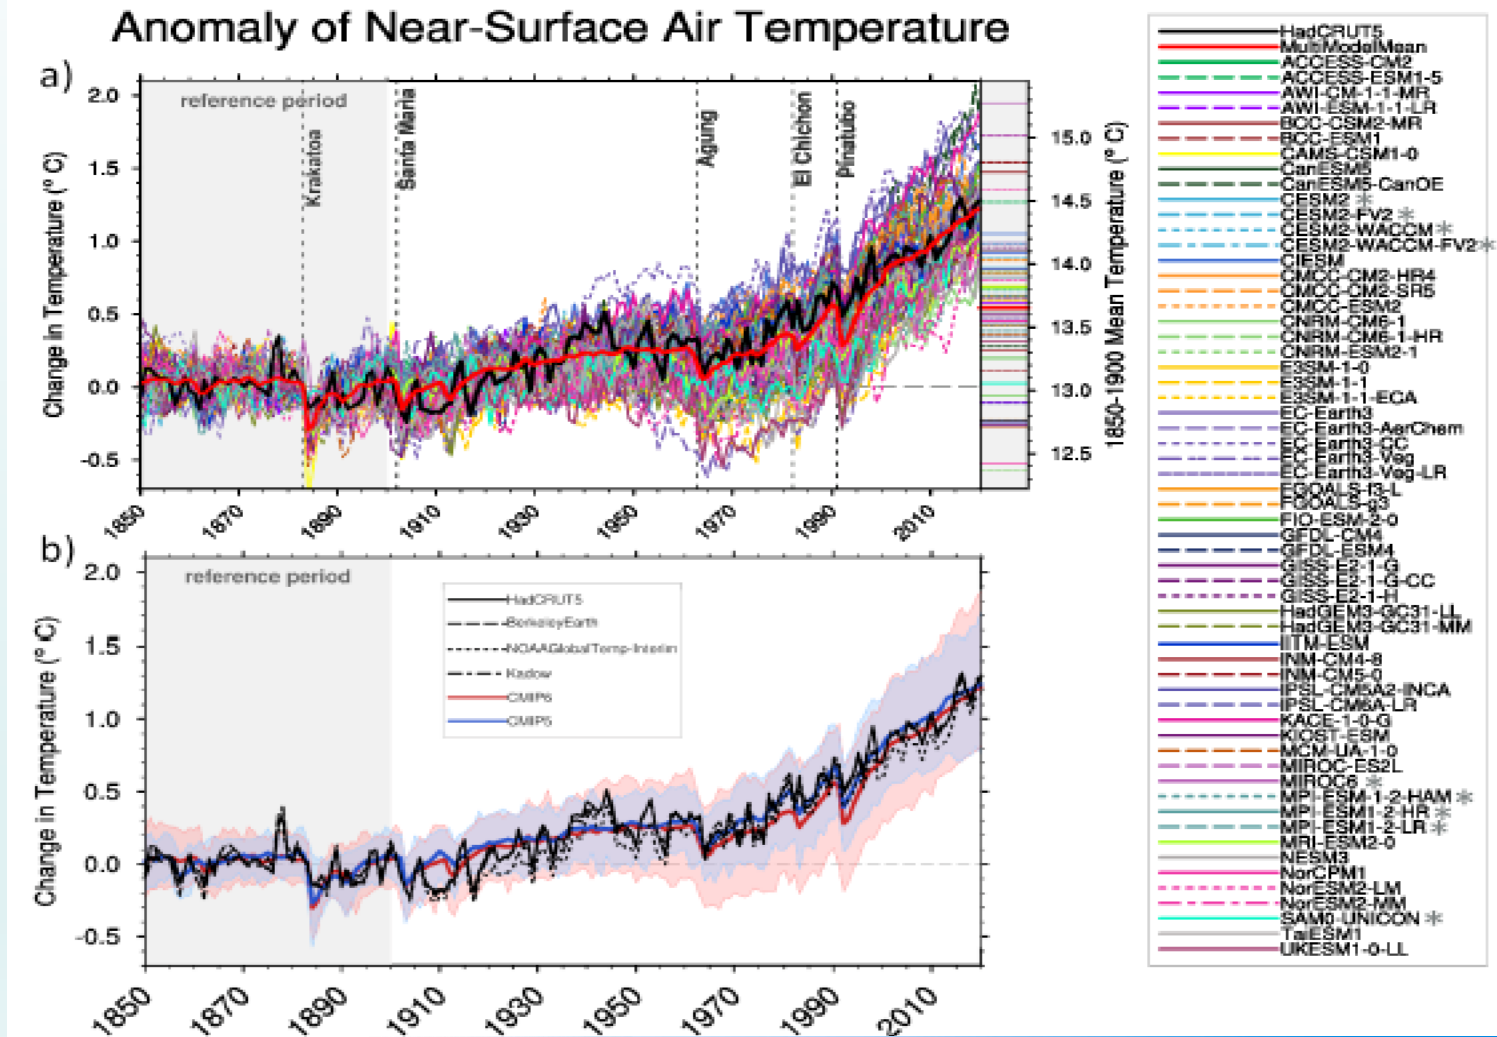 Anomaly of Near-Surface Air Temperature
a)
reference period
Krakatoa
Santa Maria
Agung
El Chichon
Pinatubo
Change in Temperature (° C)
2.0
1.5
1.0
0.5
0.0
-0.5
1850 1870 1890 1910 1930 1950 1970 1990 2010
15.0
14.5
14.0
13.5
13.0
12.5
1850-1900 Mean Temperature (° C)
b)
reference period
Change in Temperature (° C)
2.0
1.5
1.0
0.5
0.0
-0.5
1850 1870 1890 1910 1930 1950 1970 1990 2010
HadCRUT5
BerkeleyEarth
NOAAGlobalTemp-Interim
Kadow
CMIP6
CMIP5
HadCRUT5
MultiModelMean
ACCESS-CM2
ACCESS-ESM1-5
AWI-CM-1-1-MR
AWI-ESM-1-1-LR
BCC-CSM2-MR
BCC-ESM1
CAMS-CSM1-0
CanESM5
CanESM5-CanOE
CESM2 *
CESM2-FV2 *
CESM2-WACCM *
CESM2-WACCM-FV2 *
CIESM
CMCC-CM2-HR4
CMCC-CM2-SR5
CMCC-ESM2
CNRM-CM6-1
CNRM-CM6-1-HR
CNRM-ESM2-1
E3SM-1-0
E3SM-1-1
E3SM-1-1-ECA
EC-Earth3
EC-Earth3-AerChem
EC-Earth3-CC
EC-Earth3-Veg
EC-Earth3-Veg-LR
FGOALS-f3-L
FGOALS-g3
FIO-ESM-2-0
GFDL-CM4
GFDL-ESM4
GISS-E2-1-G
GISS-E2-1-G-CC
GISS-E2-1-H
HadGEM3-GC31-LL
HadGEM3-GC31-MM
IITM-ESM
INM-CM4-8
INM-CM5-0
IPSL-CM5A2-INCA
IPSL-CM6A-LR
KACE-1-0-G
KIOST-ESM
MCM-UA-1-0
MIROC-ES2L
MIROC6 *
MPI-ESM-1-2-HAM *
MPI-ESM1-2-HR *
MPI-ESM1-2-LR *
MRI-ESM2-0
NESM3
NorCPM1
NorESM2-LM
NorESM2-MM
SAM0-UNICON *
TaiESM1
UKESM1-0-LL